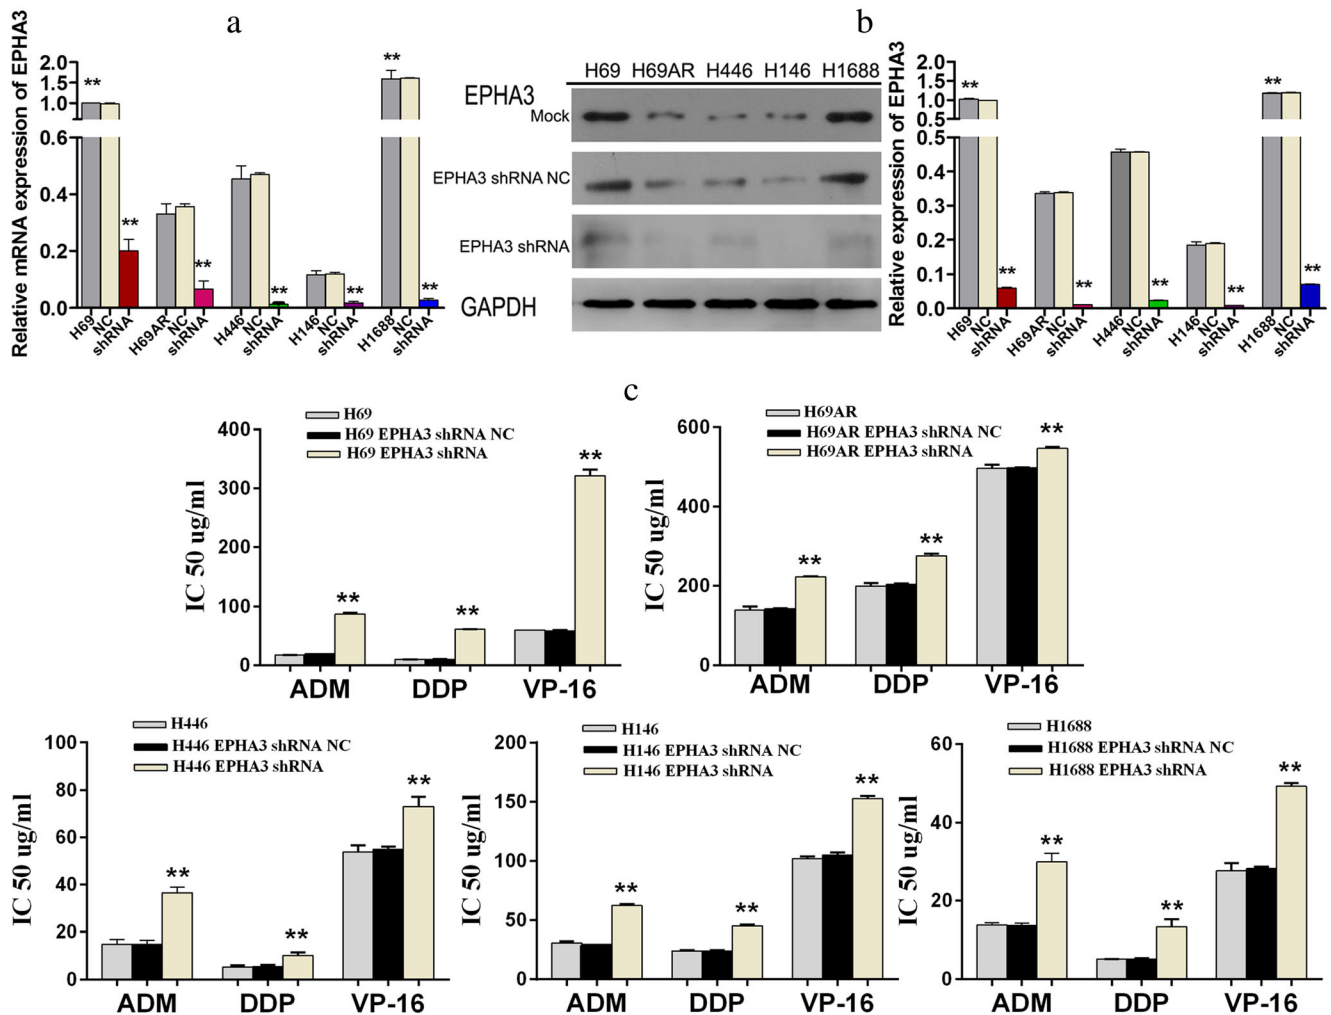 a
Relative mRNA expression of EPHA3
2.0
1.5
1.0
0.6
0.4
0.2
0.0
**
**
**
**
**
**
**
H69
NC
shRNA
H69AR
NC
shRNA
H446
NC
shRNA
H146
NC
shRNA
H1688
NC
shRNA
H69 H69AR H446 H146 H1688
EPHA3
Mock
EPHA3 shRNA NC
EPHA3 shRNA
GAPDH
b
Relative expression of EPHA3
2.0
1.5
1.0
0.5
0.5
0.4
0.3
0.2
0.1
0.0
**
**
**
**
**
**
**
H69
NC
shRNA
H69AR
NC
shRNA
H446
NC
shRNA
H146
NC
shRNA
H1688
NC
shRNA
c
H69
H69 EPHA3 shRNA NC
H69 EPHA3 shRNA
IC 50 ug/ml
400
300
200
100
0
**
**
**
ADM DDP VP-16
H69AR
H69AR EPHA3 shRNA NC
H69AR EPHA3 shRNA
IC 50 ug/ml
600
400
200
0
**
**
**
ADM DDP VP-16
H446
H446 EPHA3 shRNA NC
H446 EPHA3 shRNA
IC 50 ug/ml
100
80
60
40
20
0
**
**
**
ADM DDP VP-16
H146
H146 EPHA3 shRNA NC
H146 EPHA3 shRNA
IC 50 ug/ml
200
150
100
50
0
**
**
**
ADM DDP VP-16
H1688
H1688 EPHA3 shRNA NC
H1688 EPHA3 shRNA
IC 50 ug/ml
60
40
20
0
**
**
**
ADM DDP VP-16